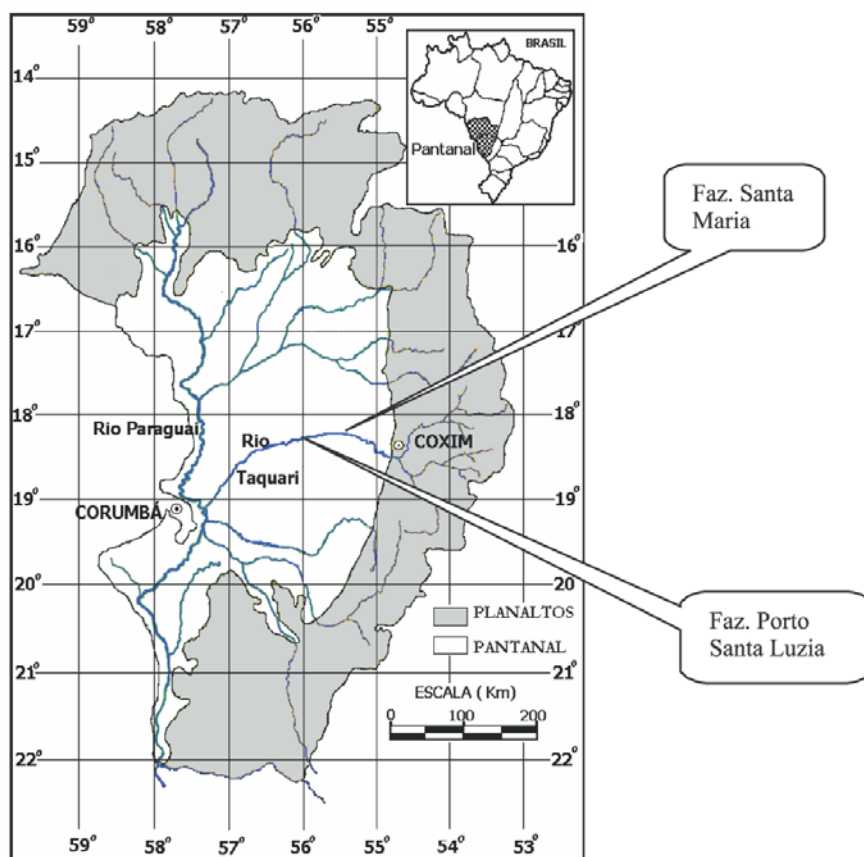 59° 58° 57° 56° 55°
BRASIL
14°
Pantanal
15°
Faz. Santa
Maria
16° 16°
17° 17°
18° 18°
Rio Paraguai
Rio
COXIM
Taquari
19° 19°
CORUMBÁ
20° 20°
PLANALTOS
Faz. Porto
Santa Luzia
PANTANAL
21° 21°
ESCALA ( Km)
0 100 200
22° 22°
59° 58° 57° 56° 55° 54° 53°